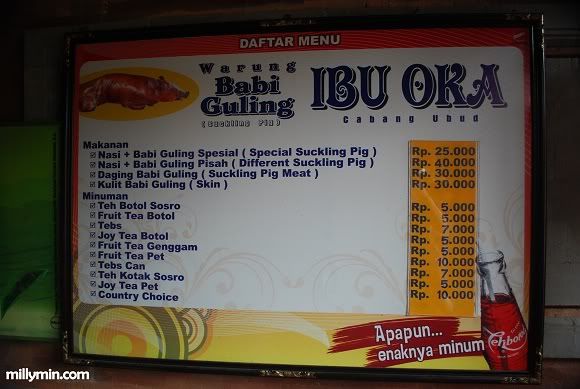 DAFTAR MENU
Warung
Babi
Guling
( Suckling Pig )
IBU OKA
Cabang Ubud
Makanan
Nasi + Babi Guling Spesial ( Special Suckling Pig ) Rp. 25.000
Nasi + Babi Guling Pisah ( Different Suckling Pig ) Rp. 40.000
Daging Babi Guling ( Suckling Pig Meat ) Rp. 30.000
Kulit Babi Guling ( Skin ) Rp. 30.000
Minuman
Teh Botol Sosro Rp. 5.000
Fruit Tea Botol Rp. 5.000
Tebs Rp. 7.000
Joy Tea Botol Rp. 5.000
Fruit Tea Genggam Rp. 5.000
Fruit Tea Pet Rp. 5.000
Tebs Can Rp. 10.000
Teh Kotak Sosro Rp. 7.000
Joy Tea Pet Rp. 5.000
Country Choice Rp. 10.000
Apapun...
enaknya minum
Tehbotol
millymin.com